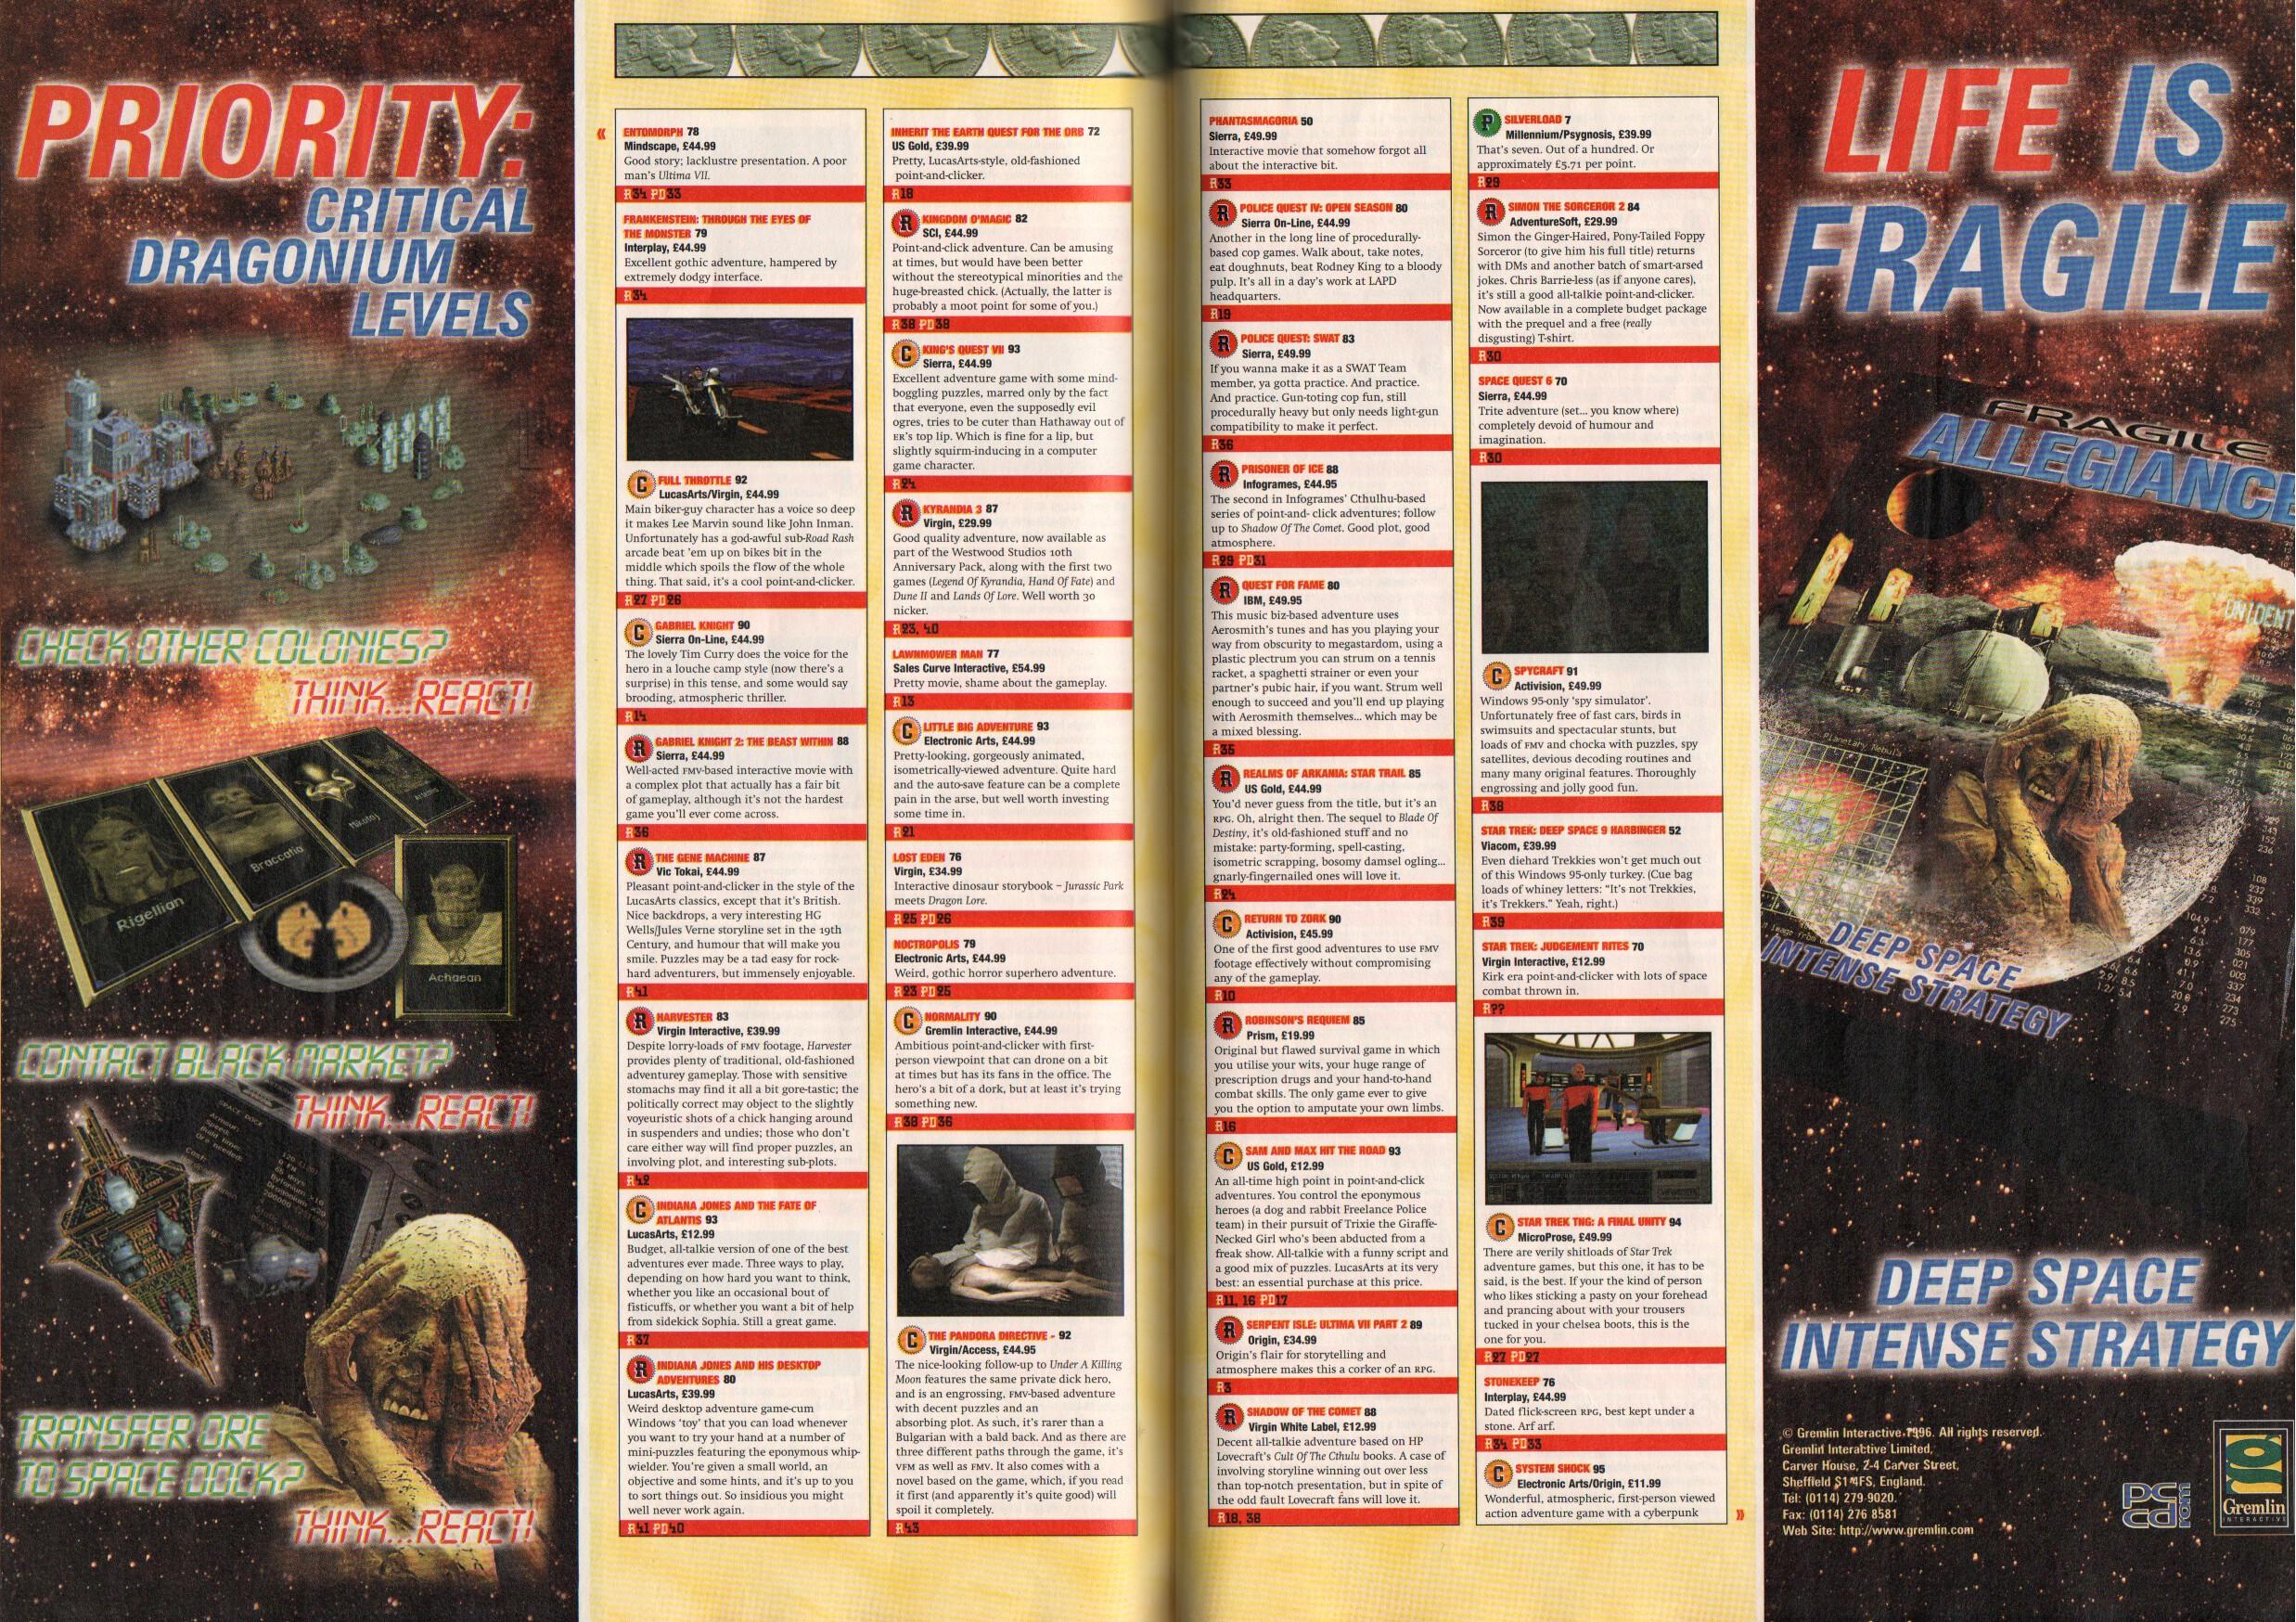 PRIORITY:
CRITICAL
DRAGONIUM
LEVELS
CHECK OTHER COLONIES?
THINK...REACT!
Rigellian
Braccatia
Achaean
CONTACT BLACK MARKET?
THINK...REACT!
TRANSFER ORE
TO SPACE DOCK?
THINK...REACT!
«
ENTOMORPH 78
Mindscape, £44.99
Good story; lacklustre presentation. A poor
man's Ultima VII.
R34 PD33
FRANKENSTEIN: THROUGH THE EYES OF
THE MONSTER 79
Interplay, £44.99
Excellent gothic adventure, hampered by
extremely dodgy interface.
R34
C FULL THROTTLE 92
LucasArts/Virgin, £44.99
Main biker-guy character has a voice so deep
it makes Lee Marvin sound like John Inman.
Unfortunately has a god-awful sub-Road Rash
arcade beat 'em up on bikes bit in the
middle which spoils the flow of the whole
thing. That said, it's a cool point-and-clicker.
R27 PD26
C GABRIEL KNIGHT 90
Sierra On-Line, £44.99
The lovely Tim Curry does the voice for the
hero in a louche camp style (now there's a
surprise) in this tense, and some would say
brooding, atmospheric thriller.
R14
R GABRIEL KNIGHT 2: THE BEAST WITHIN 88
Sierra, £44.99
Well-acted FMV-based interactive movie with
a complex plot that actually has a fair bit
of gameplay, although it's not the hardest
game you'll ever come across.
R36
R THE GENE MACHINE 87
Vic Tokai, £44.99
Pleasant point-and-clicker in the style of the
LucasArts classics, except that it's British.
Nice backdrops, a very interesting HG
Wells/Jules Verne storyline set in the 19th
Century, and humour that will make you
smile. Puzzles may be a tad easy for rock-
hard adventurers, but immensely enjoyable.
R41
R HARVESTER 83
Virgin Interactive, £39.99
Despite lorry-loads of FMV footage, Harvester
provides plenty of traditional, old-fashioned
adventurey gameplay. Those with sensitive
stomachs may find it all a bit gore-tastic; the
politically correct may object to the slightly
voyeuristic shots of a chick hanging around
in suspenders and undies; those who don't
care either way will find proper puzzles, an
involving plot, and interesting sub-plots.
R42
C INDIANA JONES AND THE FATE OF
ATLANTIS 93
LucasArts, £12.99
Budget, all-talkie version of one of the best
adventures ever made. Three ways to play,
depending on how hard you want to think,
whether you like an occasional bout of
fisticuffs, or whether you want a bit of help
from sidekick Sophia. Still a great game.
R37
R INDIANA JONES AND HIS DESKTOP
ADVENTURES 80
LucasArts, £39.99
Weird desktop adventure game-cum
Windows 'toy' that you can load whenever
you want to try your hand at a number of
mini-puzzles featuring the eponymous whip-
wielder. You're given a small world, an
objective and some hints, and it's up to you
to sort things out. So insidious you might
well never work again.
R41 PD40
INHERIT THE EARTH QUEST FOR THE ORB 72
US Gold, £39.99
Pretty, LucasArts-style, old-fashioned
point-and-clicker.
R18
R KINGDOM O'MAGIC 82
SCI, £44.99
Point-and-click adventure. Can be amusing
at times, but would have been better
without the stereotypical minorities and the
huge-breasted chick. (Actually, the latter is
probably a moot point for some of you.)
R38 PD38
C KING'S QUEST VII 93
Sierra, £44.99
Excellent adventure game with some mind-
boggling puzzles, marred only by the fact
that everyone, even the supposedly evil
ogres, tries to be cuter than Hathaway out of
ER's top lip. Which is fine for a lip, but
slightly squirm-inducing in a computer
game character.
R24
R KYRANDIA 3 87
Virgin, £29.99
Good quality adventure, now available as
part of the Westwood Studios 10th
Anniversary Pack, along with the first two
games (Legend Of Kyrandia, Hand Of Fate) and
Dune II and Lands Of Lore. Well worth 30
nicker.
R23, 40
LAWNMOWER MAN 77
Sales Curve Interactive, £54.99
Pretty movie, shame about the gameplay.
R13
C LITTLE BIG ADVENTURE 93
Electronic Arts, £44.99
Pretty-looking, gorgeously animated,
isometrically-viewed adventure. Quite hard
and the auto-save feature can be a complete
pain in the arse, but well worth investing
some time in.
R21
LOST EDEN 76
Virgin, £34.99
Interactive dinosaur storybook – Jurassic Park
meets Dragon Lore.
R25 PD26
NOCTROPOLIS 79
Electronic Arts, £44.99
Weird, gothic horror superhero adventure.
R23 PD25
C NORMALITY 90
Gremlin Interactive, £44.99
Ambitious point-and-clicker with first-
person viewpoint that can drone on a bit
at times but has its fans in the office. The
hero's a bit of a dork, but at least it's trying
something new.
R38 PD36
C THE PANDORA DIRECTIVE - 92
Virgin/Access, £44.95
The nice-looking follow-up to Under A Killing
Moon features the same private dick hero,
and is an engrossing, FMV-based adventure
with decent puzzles and an
absorbing plot. As such, it's rarer than a
Bulgarian with a bald back. And as there are
three different paths through the game, it's
VFM as well as FMV. It also comes with a
novel based on the game, which, if you read
it first (and apparently it's quite good) will
spoil it completely.
R43
PHANTASMAGORIA 50
Sierra, £49.99
Interactive movie that somehow forgot all
about the interactive bit.
R33
R POLICE QUEST IV: OPEN SEASON 80
Sierra On-Line, £44.99
Another in the long line of procedurally-
based cop games. Walk about, take notes,
eat doughnuts, beat Rodney King to a bloody
pulp. It's all in a day's work at LAPD
headquarters.
R19
R POLICE QUEST: SWAT 83
Sierra, £49.99
If you wanna make it as a SWAT Team
member, ya gotta practice. And practice.
And practice. Gun-toting cop fun, still
procedurally heavy but only needs light-gun
compatibility to make it perfect.
R36
R PRISONER OF ICE 88
Infogrames, £44.95
The second in Infogrames' Cthulhu-based
series of point-and- click adventures; follow
up to Shadow Of The Comet. Good plot, good
atmosphere.
R29 PD31
R QUEST FOR FAME 80
IBM, £49.95
This music biz-based adventure uses
Aerosmith's tunes and has you playing your
way from obscurity to megastardom, using a
plastic plectrum you can strum on a tennis
racket, a spaghetti strainer or even your
partner's pubic hair, if you want. Strum well
enough to succeed and you'll end up playing
with Aerosmith themselves... which may be
a mixed blessing.
R35
R REALMS OF ARKANIA: STAR TRAIL 85
US Gold, £44.99
You'd never guess from the title, but it's an
RPG. Oh, alright then. The sequel to Blade Of
Destiny, it's old-fashioned stuff and no
mistake: party-forming, spell-casting,
isometric scrapping, bosomy damsel ogling...
gnarly-fingernailed ones will love it.
R24
C RETURN TO ZORK 90
Activision, £45.99
One of the first good adventures to use FMV
footage effectively without compromising
any of the gameplay.
R10
R ROBINSON'S REQUIEM 85
Prism, £19.99
Original but flawed survival game in which
you utilise your wits, your huge range of
prescription drugs and your hand-to-hand
combat skills. The only game ever to give
you the option to amputate your own limbs.
R16
C SAM AND MAX HIT THE ROAD 93
US Gold, £12.99
An all-time high point in point-and-click
adventures. You control the eponymous
heroes (a dog and rabbit Freelance Police
team) in their pursuit of Trixie the Giraffe-
Necked Girl who's been abducted from a
freak show. All-talkie with a funny script and
a good mix of puzzles. LucasArts at its very
best: an essential purchase at this price.
R11, 16 PD17
R SERPENT ISLE: ULTIMA VII PART 2 89
Origin, £34.99
Origin's flair for storytelling and
atmosphere makes this a corker of an RPG.
R3
R SHADOW OF THE COMET 88
Virgin White Label, £12.99
Decent all-talkie adventure based on HP
Lovecraft's Cult Of The Cthulu books. A case of
involving storyline winning out over less
than top-notch presentation, but in spite of
the odd fault Lovecraft fans will love it.
R18, 38
P SILVERLOAD 7
Millennium/Psygnosis, £39.99
That's seven. Out of a hundred. Or
approximately £5.71 per point.
R29
R SIMON THE SORCEROR 2 84
AdventureSoft, £29.99
Simon the Ginger-Haired, Pony-Tailed Foppy
Sorceror (to give him his full title) returns
with DMs and another batch of smart-arsed
jokes. Chris Barrie-less (as if anyone cares),
it's still a good all-talkie point-and-clicker.
Now available in a complete budget package
with the prequel and a free (really
disgusting) T-shirt.
R30
SPACE QUEST 6 70
Sierra, £44.99
Trite adventure (set... you know where)
completely devoid of humour and
imagination.
R30
C SPYCRAFT 91
Activision, £49.99
Windows 95-only 'spy simulator'.
Unfortunately free of fast cars, birds in
swimsuits and spectacular stunts, but
loads of FMV and chocka with puzzles, spy
satellites, devious decoding routines and
many many original features. Thoroughly
engrossing and jolly good fun.
R38
STAR TREK: DEEP SPACE 9 HARBINGER 52
Viacom, £39.99
Even diehard Trekkies won't get much out
of this Windows 95-only turkey. (Cue bag
loads of whiney letters: "It's not Trekkies,
it's Trekkers." Yeah, right.)
R39
STAR TREK: JUDGEMENT RITES 70
Virgin Interactive, £12.99
Kirk era point-and-clicker with lots of space
combat thrown in.
R??
C STAR TREK TNG: A FINAL UNITY 94
MicroProse, £49.99
There are verily shitloads of Star Trek
adventure games, but this one, it has to be
said, is the best. If your the kind of person
who likes sticking a pasty on your forehead
and prancing about with your trousers
tucked in your chelsea boots, this is the
one for you.
R27 PD27
STONEKEEP 76
Interplay, £44.99
Dated flick-screen RPG, best kept under a
stone. Arf arf.
R34 PD33
C SYSTEM SHOCK 95
Electronic Arts/Origin, £11.99
Wonderful, atmospheric, first-person viewed
action adventure game with a cyberpunk
»
LIFE IS
FRAGILE
FRAGILE
ALLEGIANCE
DEEP SPACE
INTENSE STRATEGY
DEEP SPACE
INTENSE STRATEGY
© Gremlin Interactive 1996. All rights reserved.
Gremlin Interactive Limited,
Carver House, 2-4 Carver Street,
Sheffield S1 4FS, England.
Tel: (0114) 279 9020.
Fax: (0114) 276 8581
Web Site: http://www.gremlin.com
PC
CD
rom
Gremlin
INTERACTIVE